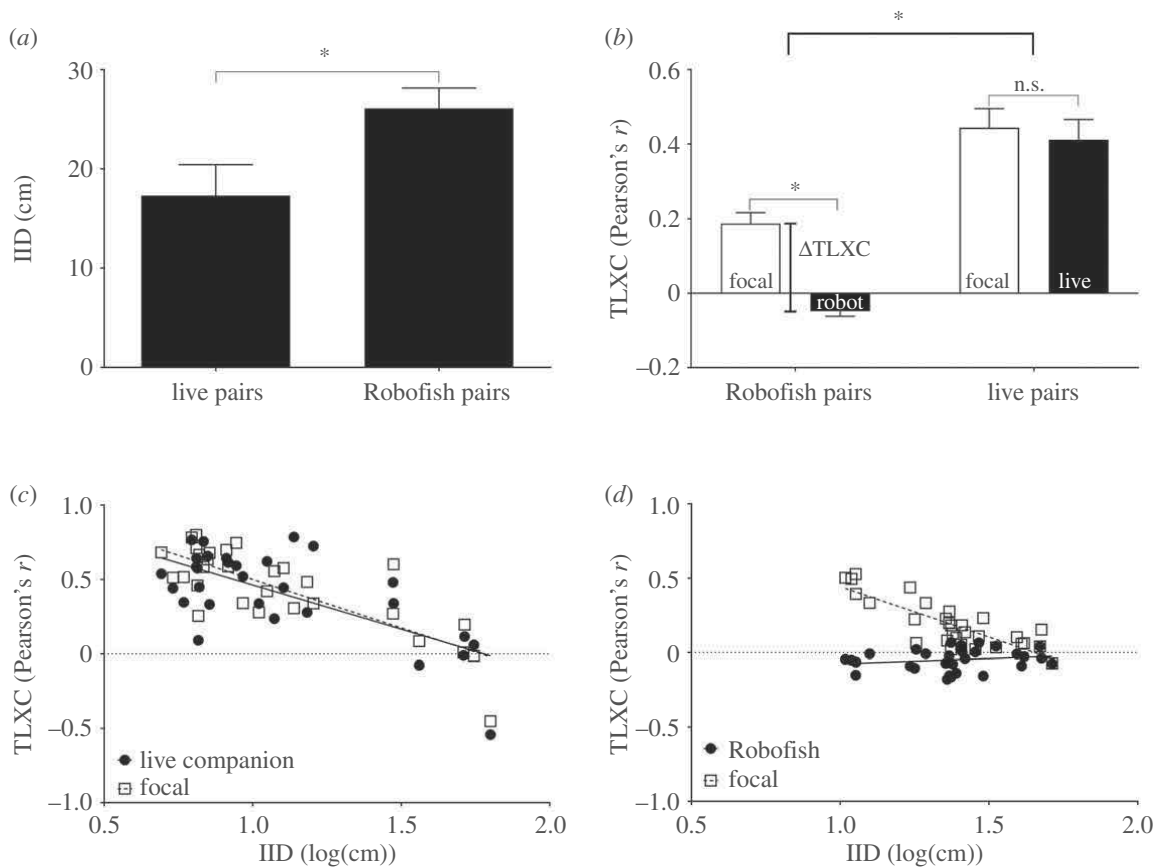 (a)
*
30
20
10
0
IID (cm)
live pairs
Robofish pairs
(b)
*
0.6
0.4
0.2
0
–0.2
TLXC (Pearson's r)
n.s.
*
ΔTLXC
focal
robot
focal
live
Robofish pairs
live pairs
(c)
1.0
0.5
0
–0.5
–1.0
TLXC (Pearson's r)
live companion
focal
0.5
1.0
1.5
2.0
IID (log(cm))
(d)
1.0
0.5
0
–0.5
–1.0
TLXC (Pearson's r)
Robofish
focal
0.5
1.0
1.5
2.0
IID (log(cm))